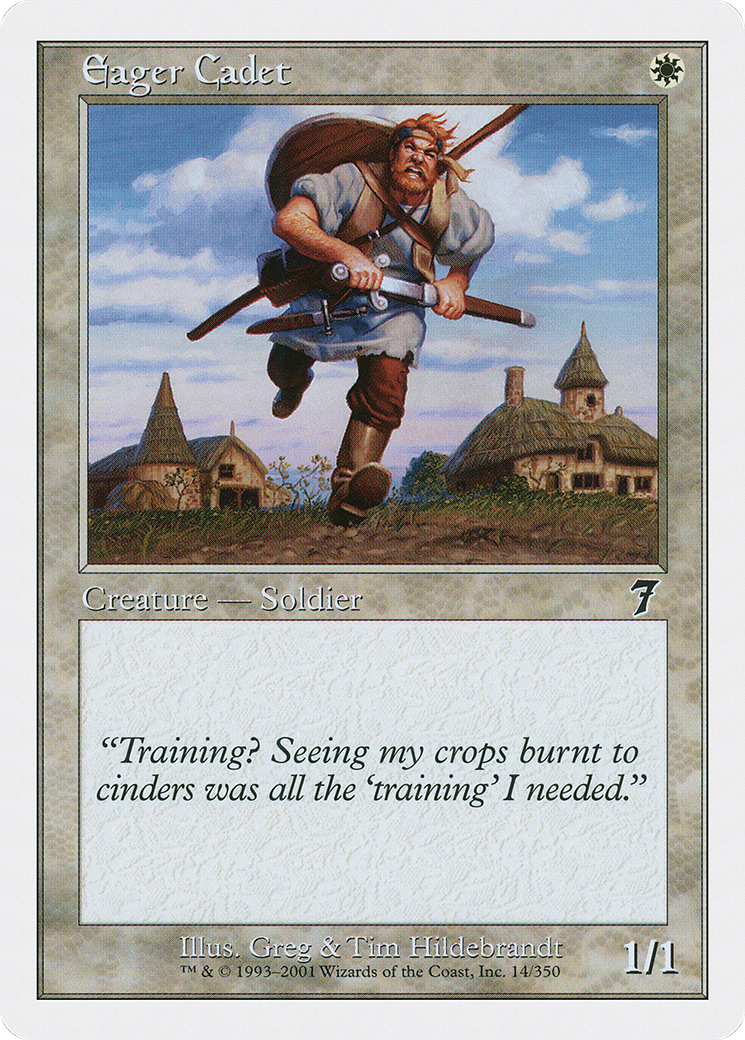 Eager Cadet
Creature — Soldier
7
“Training? Seeing my crops burnt to
cinders was all the ‘training’ I needed.”
Illus. Greg & Tim Hildebrandt
™ & © 1993–2001 Wizards of the Coast, Inc. 14/350
1/1